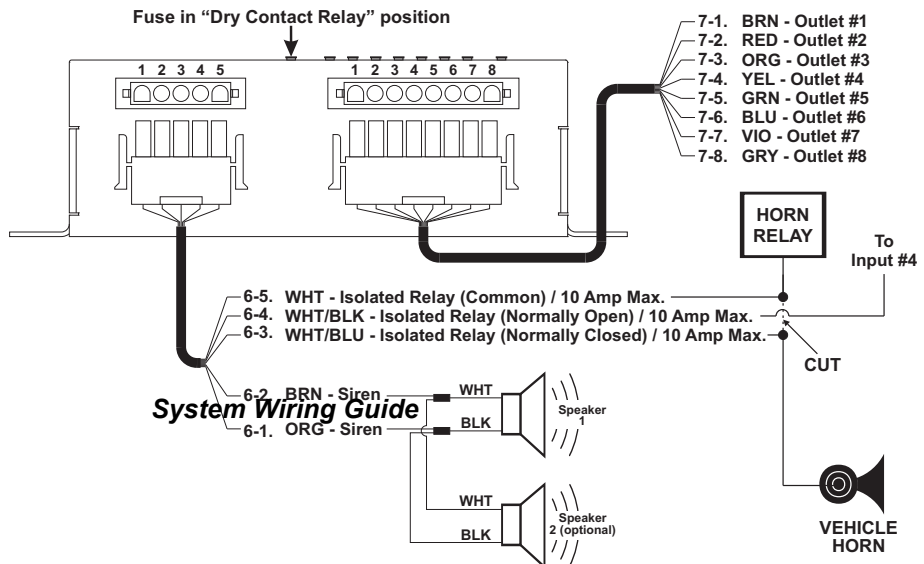 Fuse in “Dry Contact Relay” position
1 2 3 4 5
1 2 3 4 5 6 7 8
7-1. BRN - Outlet #1
7-2. RED - Outlet #2
7-3. ORG - Outlet #3
7-4. YEL - Outlet #4
7-5. GRN - Outlet #5
7-6. BLU - Outlet #6
7-7. VIO - Outlet #7
7-8. GRY - Outlet #8
HORN
RELAY
To
Input #4
6-5. WHT - Isolated Relay (Common) / 10 Amp Max.
6-4. WHT/BLK - Isolated Relay (Normally Open) / 10 Amp Max.
6-3. WHT/BLU - Isolated Relay (Normally Closed) / 10 Amp Max.
CUT
6-2. BRN - Siren
System Wiring Guide
6-1. ORG - Siren
WHT
BLK
Speaker
1
WHT
BLK
Speaker
2 (optional)
VEHICLE
HORN